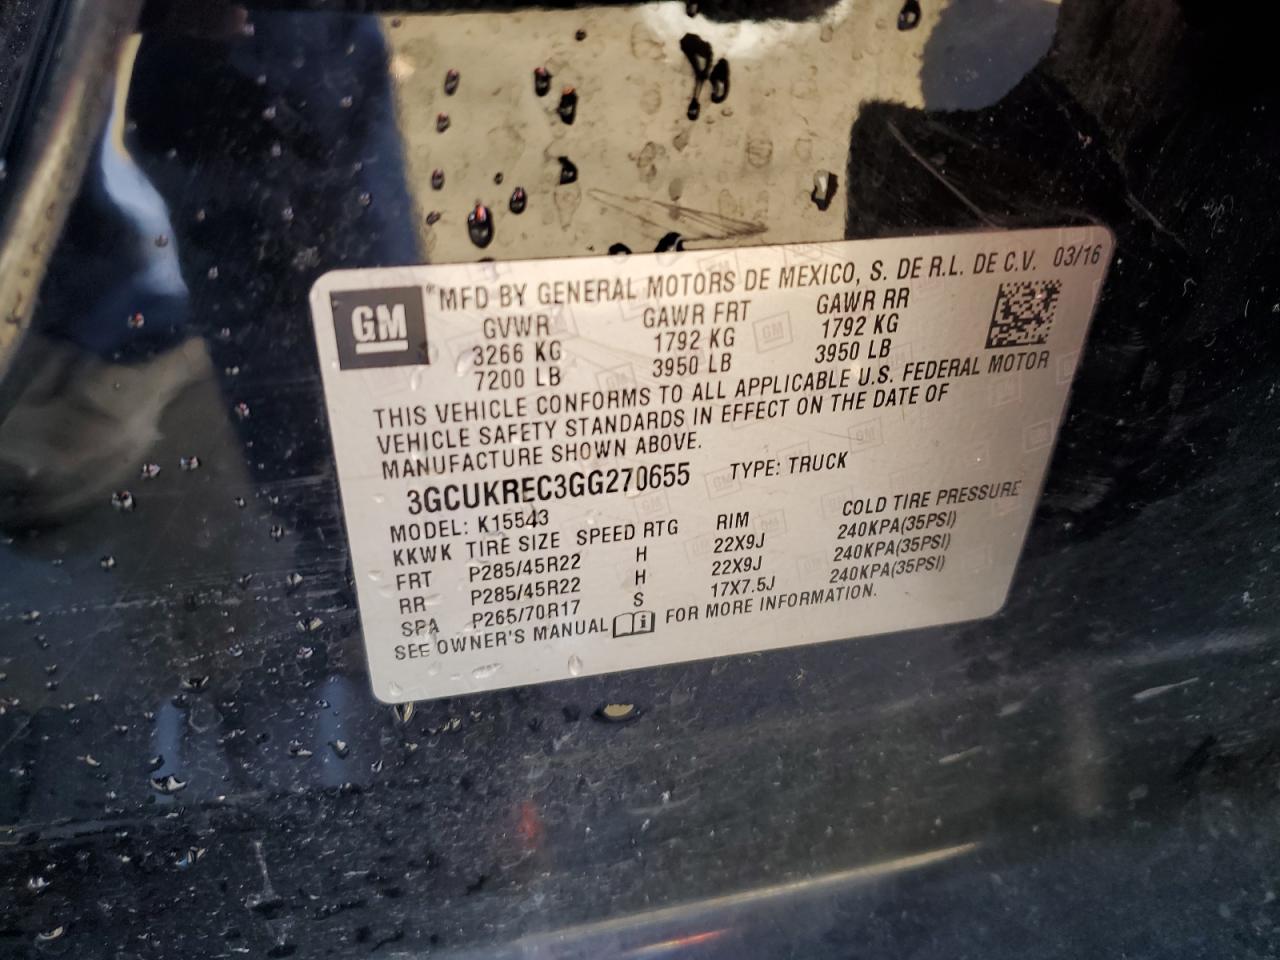 GM
MFD BY GENERAL MOTORS DE MEXICO, S. DE R.L. DE C.V. 03/16
GVWR GAWR FRT GAWR RR
3266 KG 1792 KG 1792 KG
7200 LB 3950 LB 3950 LB
THIS VEHICLE CONFORMS TO ALL APPLICABLE U.S. FEDERAL MOTOR
VEHICLE SAFETY STANDARDS IN EFFECT ON THE DATE OF
MANUFACTURE SHOWN ABOVE.
3GCUKREC3GG270655 TYPE: TRUCK
MODEL: K15543
KKWK TIRE SIZE SPEED RTG RIM COLD TIRE PRESSURE
FRT P285/45R22 H 22X9J 240KPA(35PSI)
RR P285/45R22 H 22X9J 240KPA(35PSI)
SPA P265/70R17 S 17X7.5J 240KPA(35PSI)
SEE OWNER'S MANUAL FOR MORE INFORMATION.